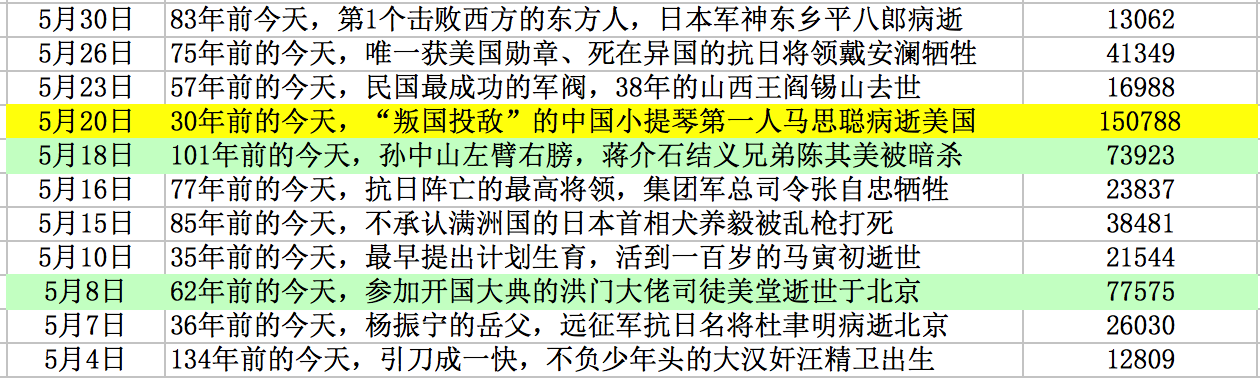 5月30日 83年前今天，第1个击败西方的东方人，日本军神东乡平八郎病逝 13062
5月26日 75年前今天，唯一获美国勋章、死在异国的抗日将领戴安澜牺牲 41349
5月23日 57年前的今天，民国最成功的军阀，38年的山西王阎锡山去世 16988
5月20日 30年前的今天，“叛国投敌”的中国小提琴第一人马思聪病逝美国 150788
5月18日 101年前的今天，孙中山左臂右膀，蒋介石结义兄弟陈其美被暗杀 73923
5月16日 77年前的今天，抗日阵亡的最高将领，集团军总司令张自忠牺牲 23837
5月15日 85年前的今天，不承认满洲国的日本首相犬养毅被乱枪打死 38481
5月10日 35年前的今天，最早提出计划生育，活到一百岁的马寅初逝世 21544
5月8日 62年前的今天，参加开国大典的洪门大佬司徒美堂逝世于北京 77575
5月7日 36年前的今天，杨振宁的岳父，远征军抗日名将杜聿明病逝北京 26030
5月4日 134年前的今天，引刀成一快，不负少年头的大汉奸汪精卫出生 12809